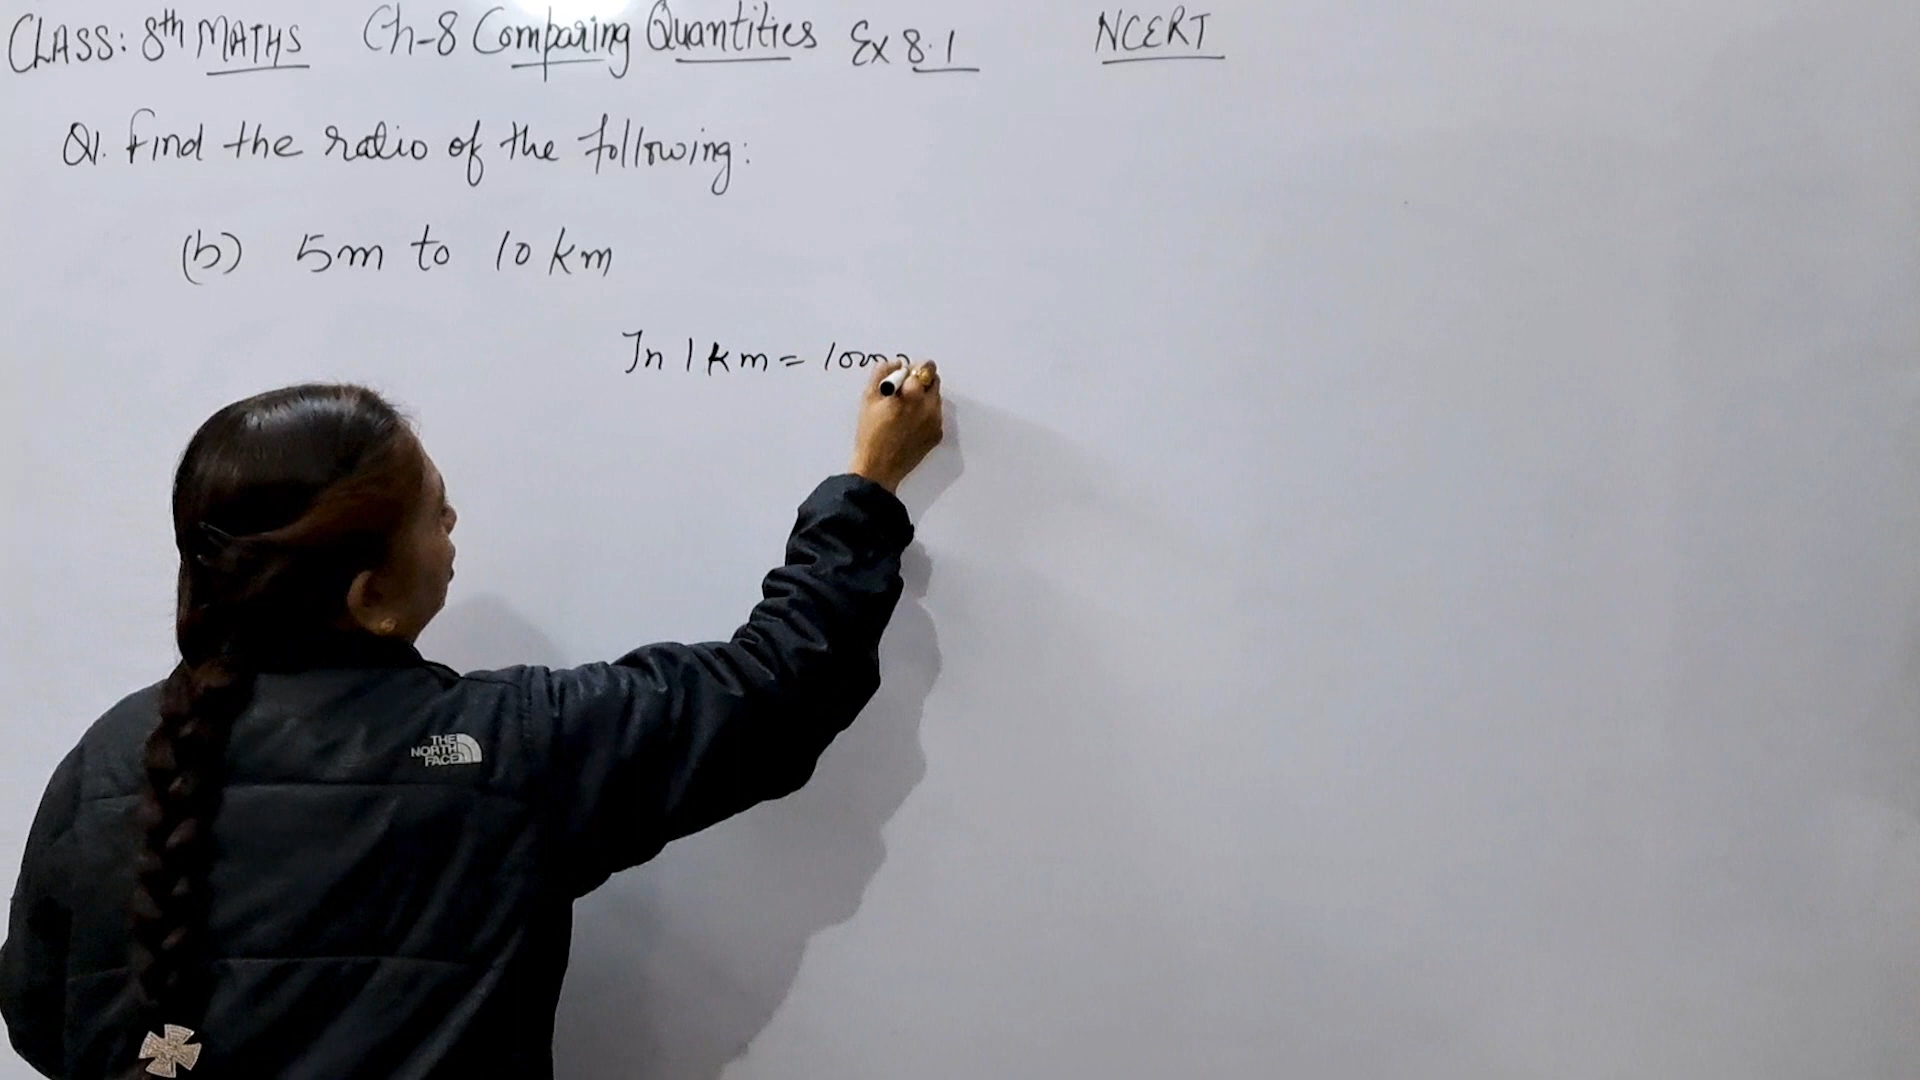 CLASS: 8th MATHS Ch-8 Comparing Quantities Ex 8.1 NCERT
Q1. Find the ratio of the following:
(b) 5m to 10 km
In 1 km = 1000
THE
NORTH
FACE